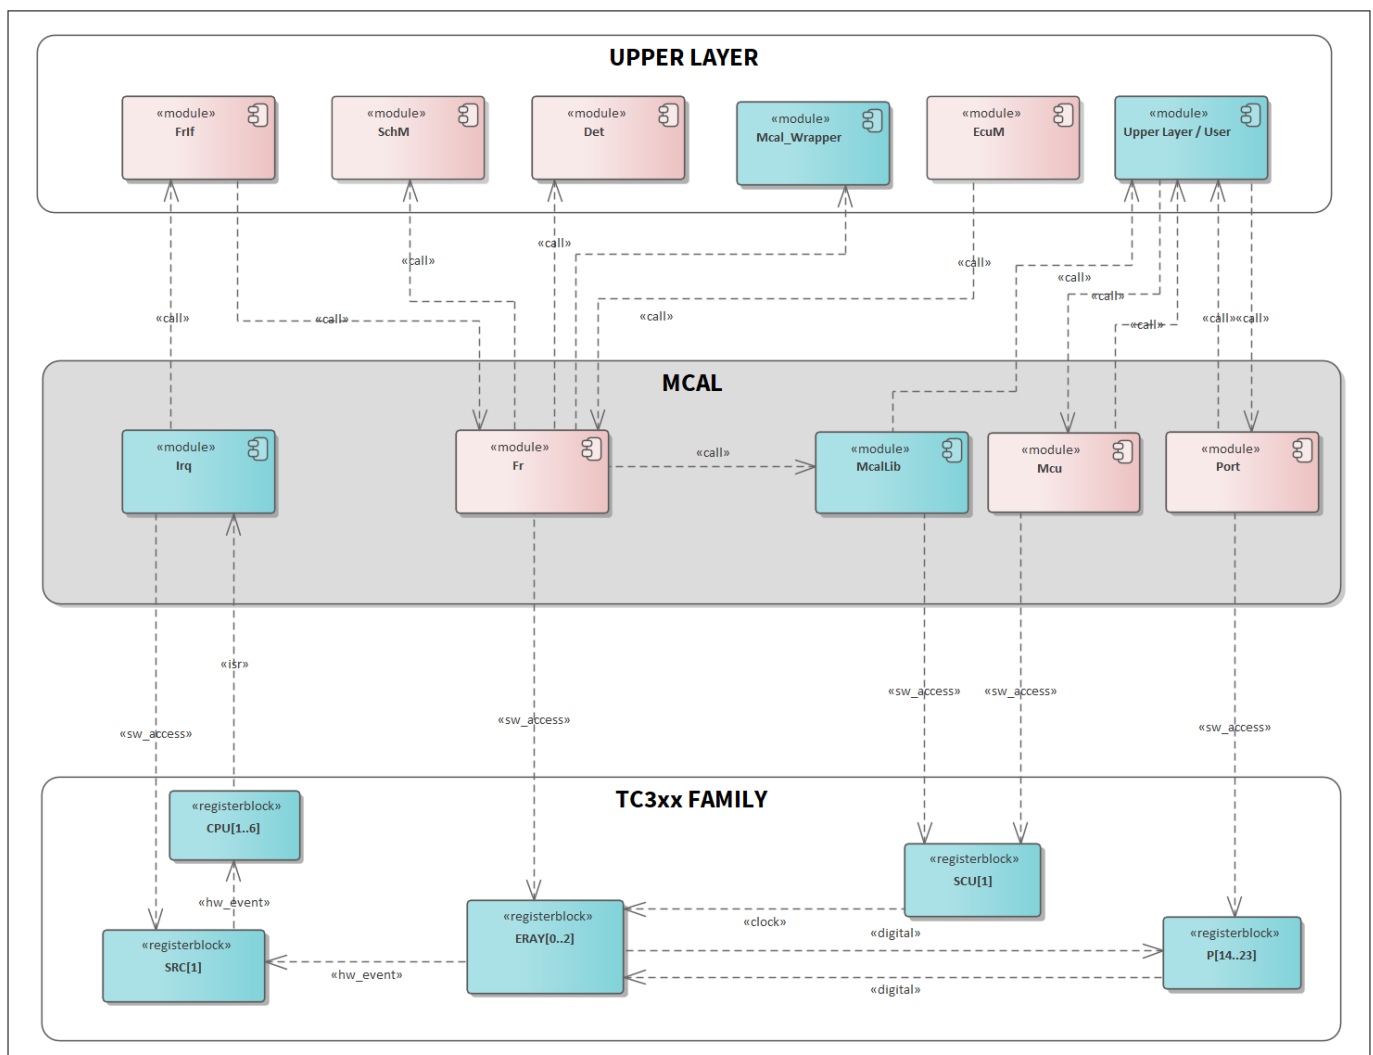 UPPER LAYER
«module»
FrIf
«module»
SchM
«module»
Det
«module»
Mcal_Wrapper
«module»
EcuM
«module»
Upper Layer / User
«call»
«call»
«call»
«call»
«call»
«call»
«call»
«call»
«call»
«call»
«call»
«call»
MCAL
«module»
Irq
«module»
Fr
«call»
«module»
McalLib
«module»
Mcu
«module»
Port
«isr»
«sw_access»
«sw_access»
«sw_access»
«sw_access»
«sw_access»
TC3xx FAMILY
«registerblock»
CPU[1..6]
«registerblock»
SCU[1]
«hw_event»
«registerblock»
SRC[1]
«hw_event»
«registerblock»
ERAY[0..2]
«clock»
«digital»
«digital»
«registerblock»
P[14..23]